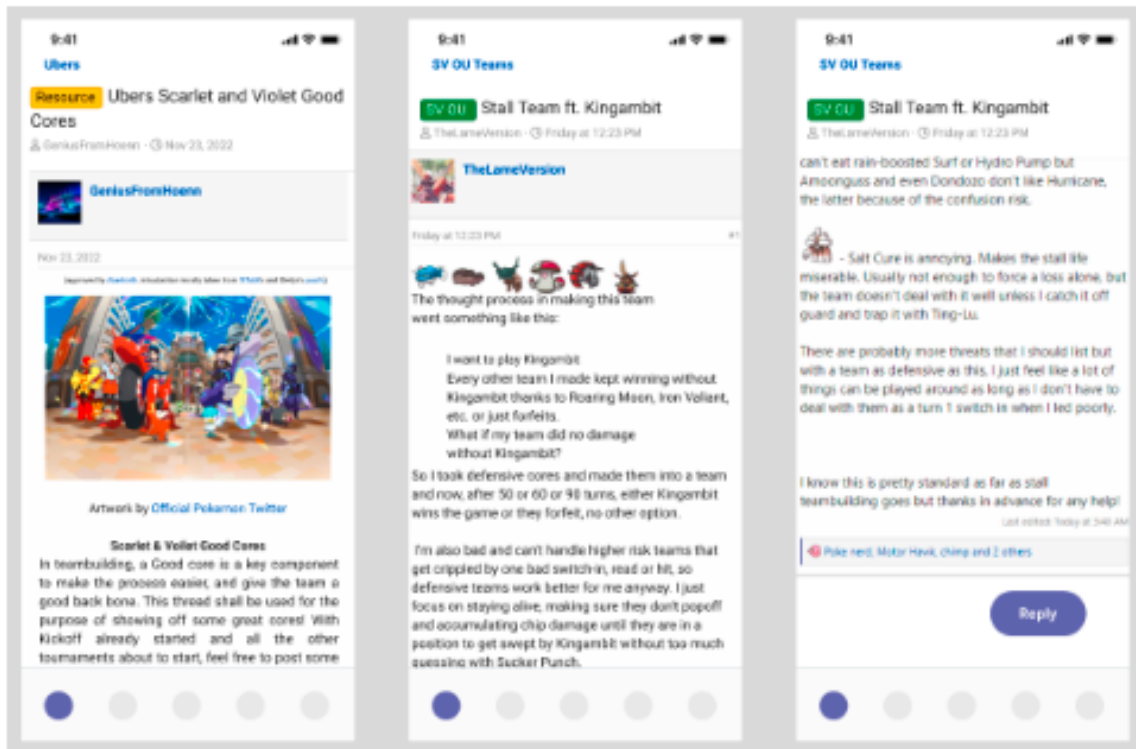 9:41
Ubers
Resource Ubers Scarlet and Violet Good
Cores
GeniusFromHoenn · Nov 23, 2022
GeniusFromHoenn
Nov 23, 2022
Artwork by Official Pokemon Twitter
Scarlet & Voilet Good Cores
In teambuilding, a Good core is a key component
to make the process easier, and give the team a
good back bone. This thread shall be used for the
purpose of showing off some great cores! With
Kickoff already started and all the other
tournaments about to start, feel free to post some
9:41
SV OU Teams
SV OU Stall Team ft. Kingambit
TheLameVersion · Friday at 12:23 PM
TheLameVersion
Friday at 12:23 PM #1
The thought process in making this team
went something like this:
I want to play Kingambit
Every other team I made kept winning without
Kingambit thanks to Roaring Moon, Iron Valiant,
etc. or just forfeits.
What if my team did no damage
without Kingambit?
So I took defensive cores and made them into a team
and now, after 50 or 60 or 90 turns, either Kingambit
wins the game or they forfeit, no other option.
I'm also bad and can't handle higher risk teams that
get crippled by one bad switch-in, read or hit, so
defensive teams work better for me anyway. I just
focus on staying alive, making sure they don't popoff
and accumulating chip damage until they are in a
position to get swept by Kingambit without too much
guessing with Sucker Punch.
9:41
SV OU Teams
SV OU Stall Team ft. Kingambit
TheLameVersion · Friday at 12:23 PM
can't eat rain-boosted Surf or Hydro Pump but
Amoonguss and even Dondozo don't like Hurricane,
the latter because of the confusion risk.
- Salt Cure is annoying. Makes the stall life
miserable. Usually not enough to force a loss alone, but
the team doesn't deal with it well unless I catch it off
guard and trap it with Ting-Lu.
There are probably more threats that I should list but
with a team as defensive as this, I just feel like a lot of
things can be played around as long as I don't have to
deal with them as a turn 1 switch in when I led poorly.
I know this is pretty standard as far as stall
teambuilding goes but thanks in advance for any help!
Last edited: Today at 3:48 AM
Poke nerd, Motor Hawk, chimp and 2 others
Reply